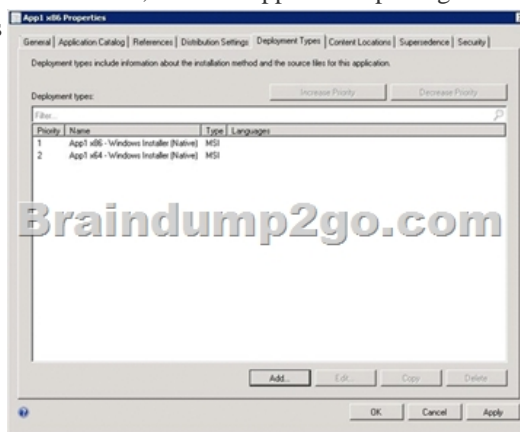 App1 x86 Properties
General Application Catalog References Distribution Settings Deployment Types Content Locations Supersedence Security
Deployment types include information about the installation method and the source files for this application.
Increase Priority Decrease Priority
Deployment types:
Filter...
Priority Name Type Languages
1 App1 x86 - Windows Installer (Native) MSI
2 App1 x64 - Windows Installer (Native) MSI
Braindump2go.com
Add... Edit... Copy Delete
OK Cancel Apply